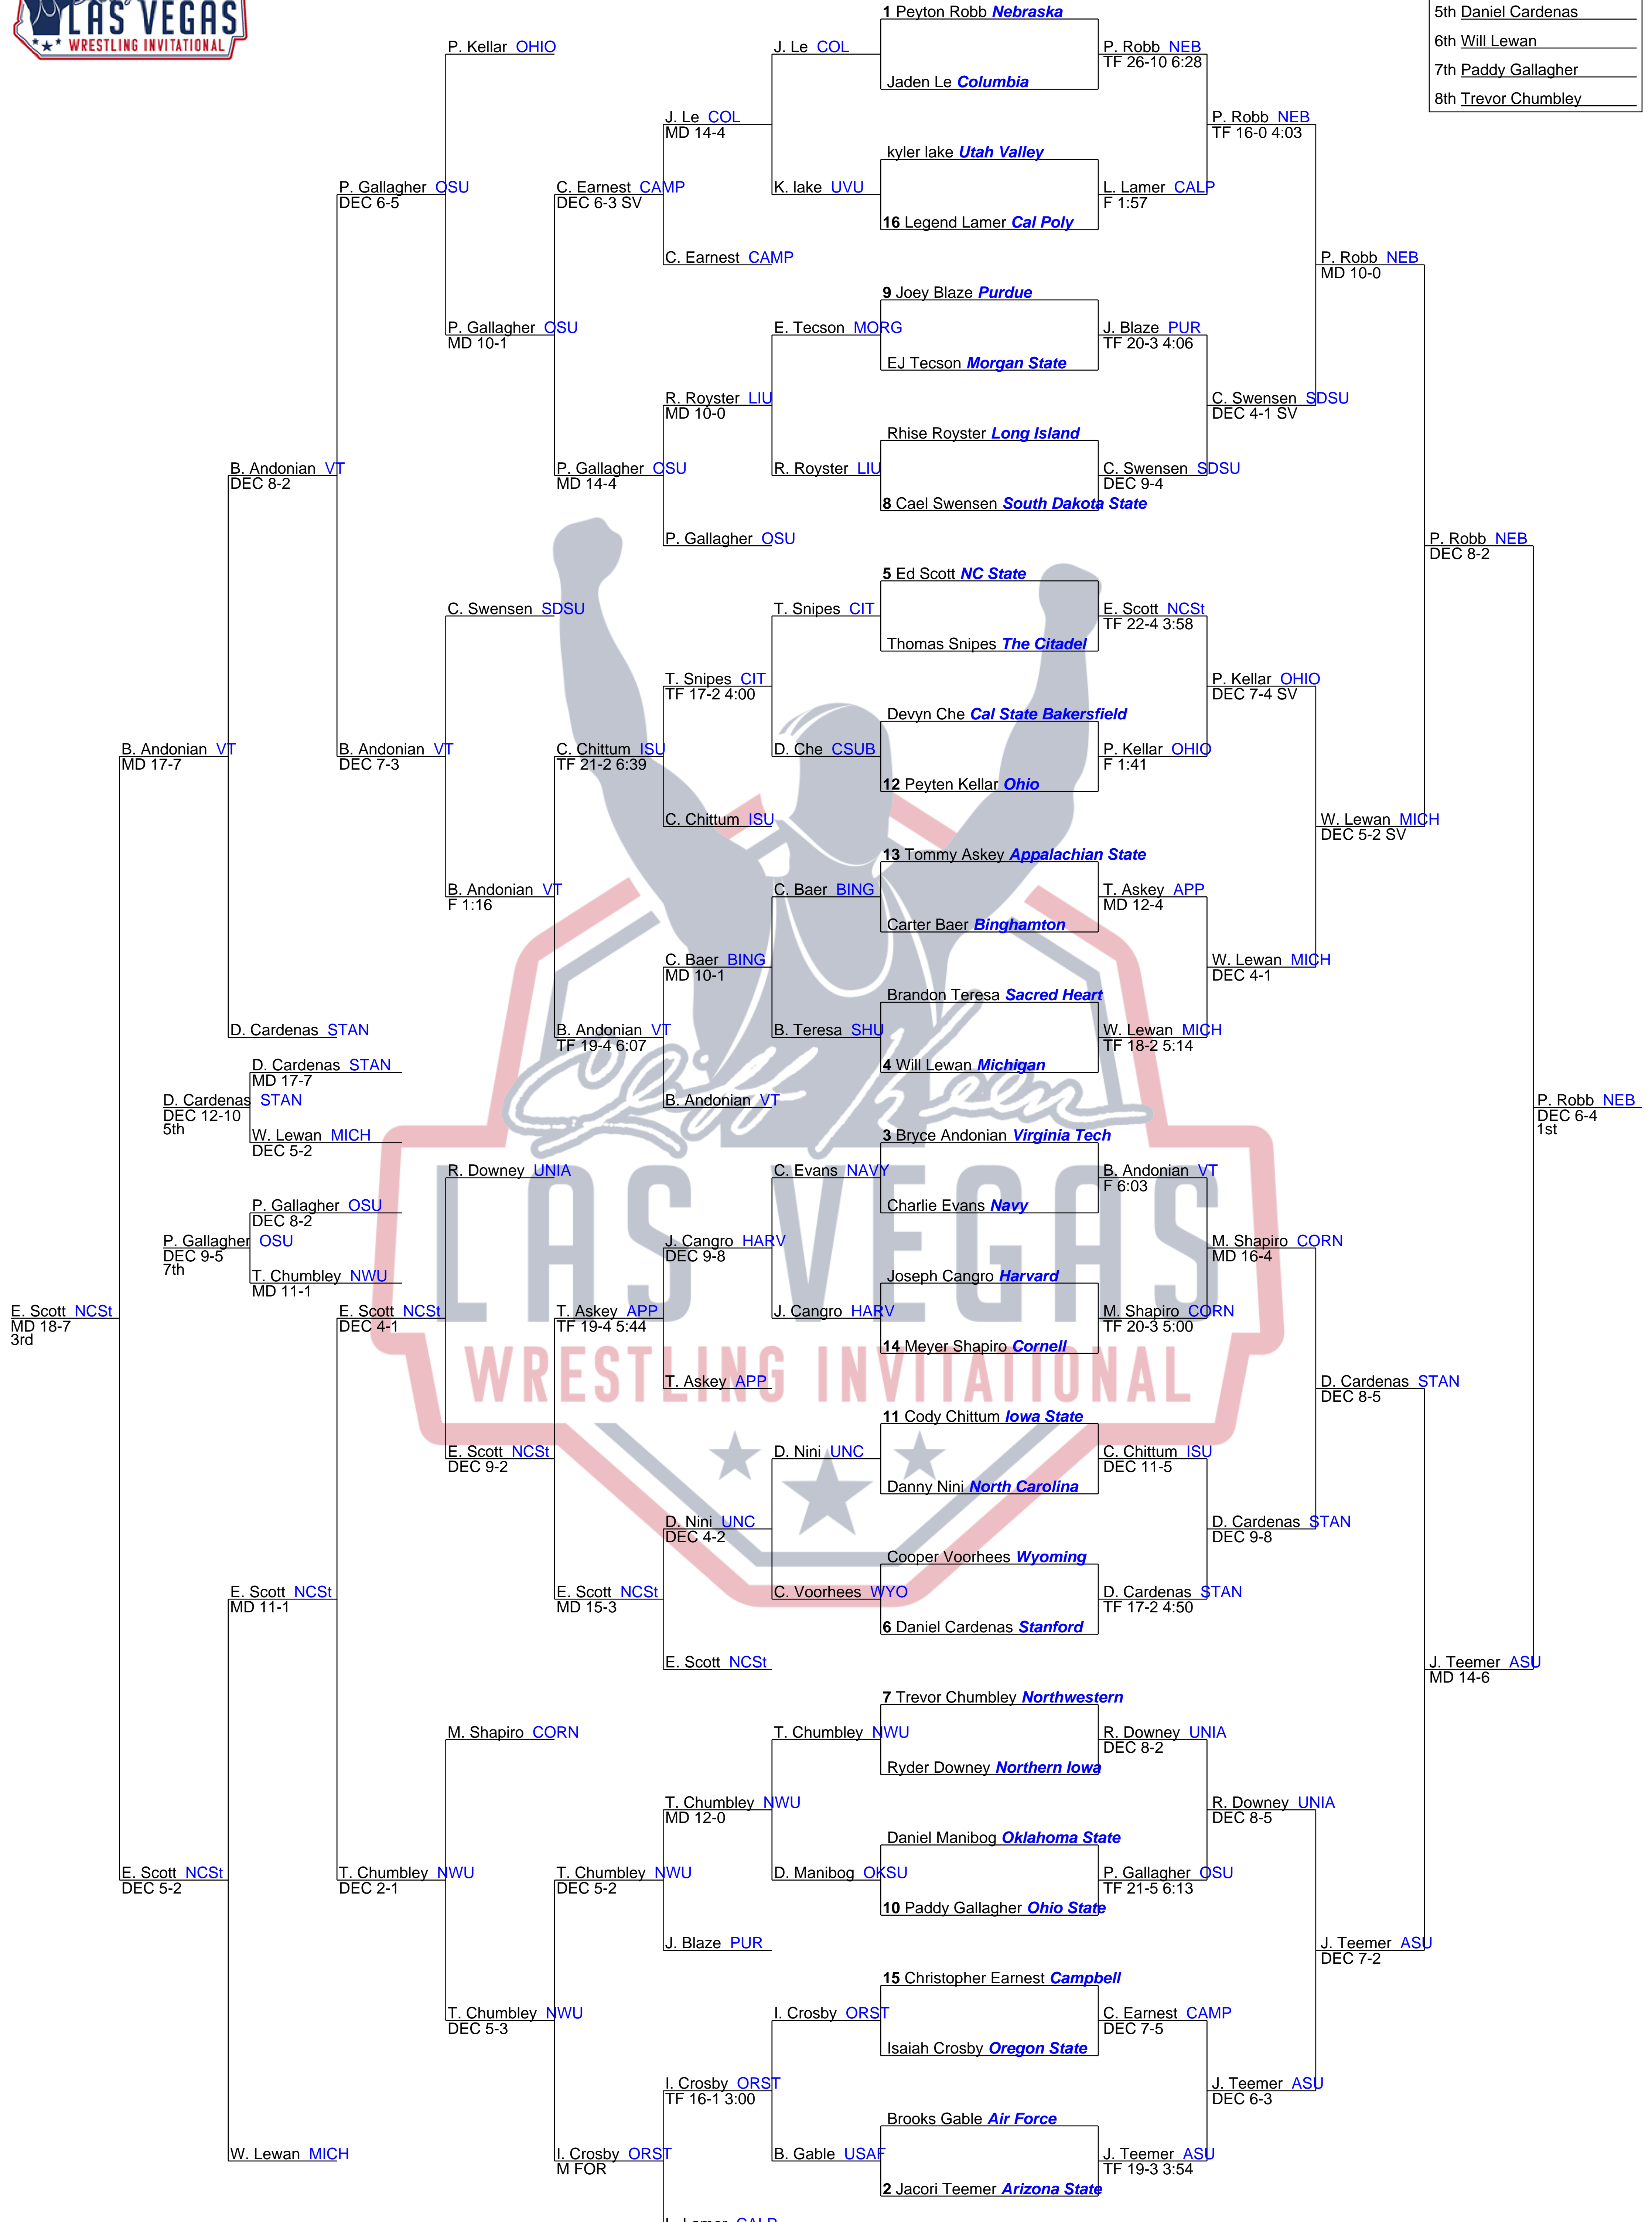 LAS VEGAS
WRESTLING INVITATIONAL
5th Daniel Cardenas
6th Will Lewan
7th Paddy Gallagher
8th Trevor Chumbley
1 Peyton Robb Nebraska
Jaden Le Columbia
kyler lake Utah Valley
16 Legend Lamer Cal Poly
9 Joey Blaze Purdue
EJ Tecson Morgan State
Rhise Royster Long Island
8 Cael Swensen South Dakota State
5 Ed Scott NC State
Thomas Snipes The Citadel
Devyn Che Cal State Bakersfield
12 Peyten Kellar Ohio
13 Tommy Askey Appalachian State
Carter Baer Binghamton
Brandon Teresa Sacred Heart
4 Will Lewan Michigan
3 Bryce Andonian Virginia Tech
Charlie Evans Navy
Joseph Cangro Harvard
14 Meyer Shapiro Cornell
11 Cody Chittum Iowa State
Danny Nini North Carolina
Cooper Voorhees Wyoming
6 Daniel Cardenas Stanford
7 Trevor Chumbley Northwestern
Ryder Downey Northern Iowa
Daniel Manibog Oklahoma State
10 Paddy Gallagher Ohio State
15 Christopher Earnest Campbell
Isaiah Crosby Oregon State
Brooks Gable Air Force
2 Jacori Teemer Arizona State
P. Robb NEB
TF 26-10 6:28
L. Lamer CALP
F 1:57
J. Blaze PUR
TF 20-3 4:06
C. Swensen SDSU
DEC 9-4
E. Scott NCSt
TF 22-4 3:58
P. Kellar OHIO
F 1:41
T. Askey APP
MD 12-4
W. Lewan MICH
TF 18-2 5:14
B. Andonian VT
F 6:03
M. Shapiro CORN
TF 20-3 5:00
C. Chittum ISU
DEC 11-5
D. Cardenas STAN
TF 17-2 4:50
R. Downey UNIA
DEC 8-2
P. Gallagher OSU
TF 21-5 6:13
C. Earnest CAMP
DEC 7-5
J. Teemer ASU
TF 19-3 3:54
P. Robb NEB
TF 16-0 4:03
C. Swensen SDSU
DEC 4-1 SV
P. Kellar OHIO
DEC 7-4 SV
W. Lewan MICH
DEC 4-1
M. Shapiro CORN
MD 16-4
D. Cardenas STAN
DEC 9-8
R. Downey UNIA
DEC 8-5
J. Teemer ASU
DEC 6-3
P. Robb NEB
MD 10-0
W. Lewan MICH
DEC 5-2 SV
D. Cardenas STAN
DEC 8-5
J. Teemer ASU
DEC 7-2
P. Robb NEB
DEC 8-2
J. Teemer ASU
MD 14-6
P. Robb NEB
DEC 6-4
1st
J. Le COL
K. lake UVU
E. Tecson MORG
R. Royster LIU
T. Snipes CIT
D. Che CSUB
C. Baer BING
B. Teresa SHU
C. Evans NAVY
J. Cangro HARV
D. Nini UNC
C. Voorhees WYO
T. Chumbley NWU
D. Manibog OKSU
I. Crosby ORST
B. Gable USAF
J. Le COL
MD 14-4
C. Earnest CAMP
R. Royster LIU
MD 10-0
P. Gallagher OSU
T. Snipes CIT
TF 17-2 4:00
C. Chittum ISU
C. Baer BING
MD 10-1
B. Andonian VT
J. Cangro HARV
DEC 9-8
T. Askey APP
D. Nini UNC
DEC 4-2
E. Scott NCSt
T. Chumbley NWU
MD 12-0
J. Blaze PUR
I. Crosby ORST
TF 16-1 3:00
C. Earnest CAMP
DEC 6-3 SV
P. Gallagher OSU
MD 14-4
C. Chittum ISU
TF 21-2 6:39
B. Andonian VT
TF 19-4 6:07
T. Askey APP
TF 19-4 5:44
E. Scott NCSt
MD 15-3
T. Chumbley NWU
DEC 5-2
I. Crosby ORST
M FOR
P. Kellar OHIO
P. Gallagher OSU
MD 10-1
C. Swensen SDSU
B. Andonian VT
F 1:16
R. Downey UNIA
E. Scott NCSt
DEC 9-2
M. Shapiro CORN
T. Chumbley NWU
DEC 5-3
P. Gallagher OSU
DEC 6-5
B. Andonian VT
DEC 7-3
E. Scott NCSt
DEC 4-1
T. Chumbley NWU
DEC 2-1
B. Andonian VT
DEC 8-2
D. Cardenas STAN
E. Scott NCSt
MD 11-1
W. Lewan MICH
B. Andonian VT
MD 17-7
E. Scott NCSt
DEC 5-2
E. Scott NCSt
MD 18-7
3rd
D. Cardenas STAN
MD 17-7
D. Cardenas STAN
DEC 12-10
5th
W. Lewan MICH
DEC 5-2
P. Gallagher OSU
DEC 8-2
P. Gallagher OSU
DEC 9-5
7th
T. Chumbley NWU
MD 11-1
Cliff Keen
LAS VEGAS
WRESTLING INVITATIONAL